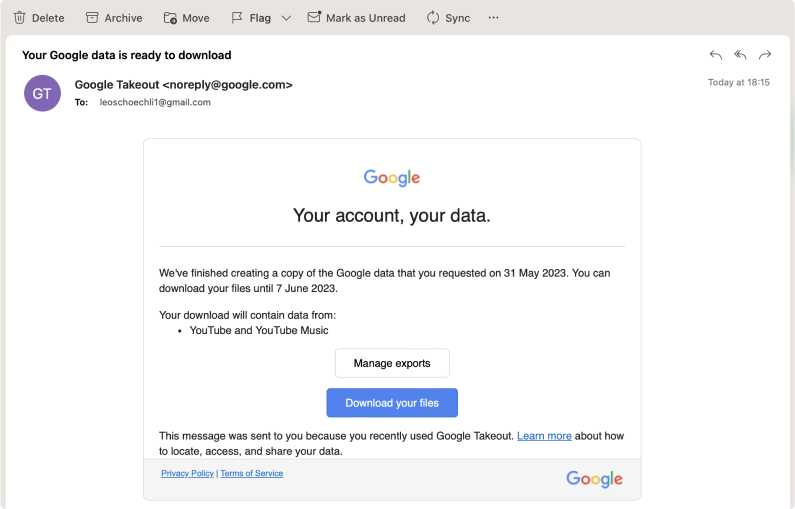 Delete Archive Move Flag Mark as Unread Sync
Your Google data is ready to download
GT
Google Takeout <noreply@google.com>
Today at 18:15
To: leoschoechli1@gmail.com
Google
Your account, your data.
We've finished creating a copy of the Google data that you requested on 31 May 2023. You can
download your files until 7 June 2023.
Your download will contain data from:
• YouTube and YouTube Music
Manage exports
Download your files
This message was sent to you because you recently used Google Takeout. Learn more about how
to locate, access, and share your data.
Privacy Policy | Terms of Service
Google